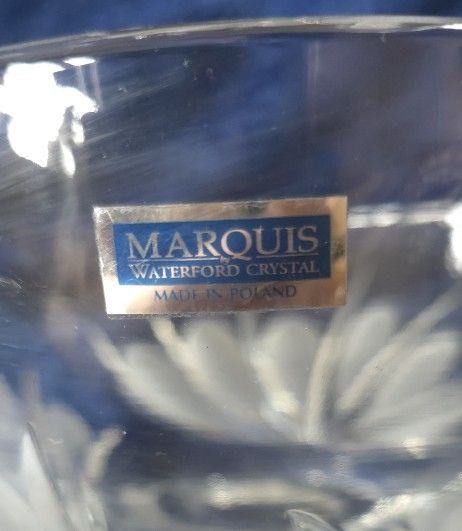 MARQUIS
by
WATERFORD CRYSTAL
MADE IN POLAND